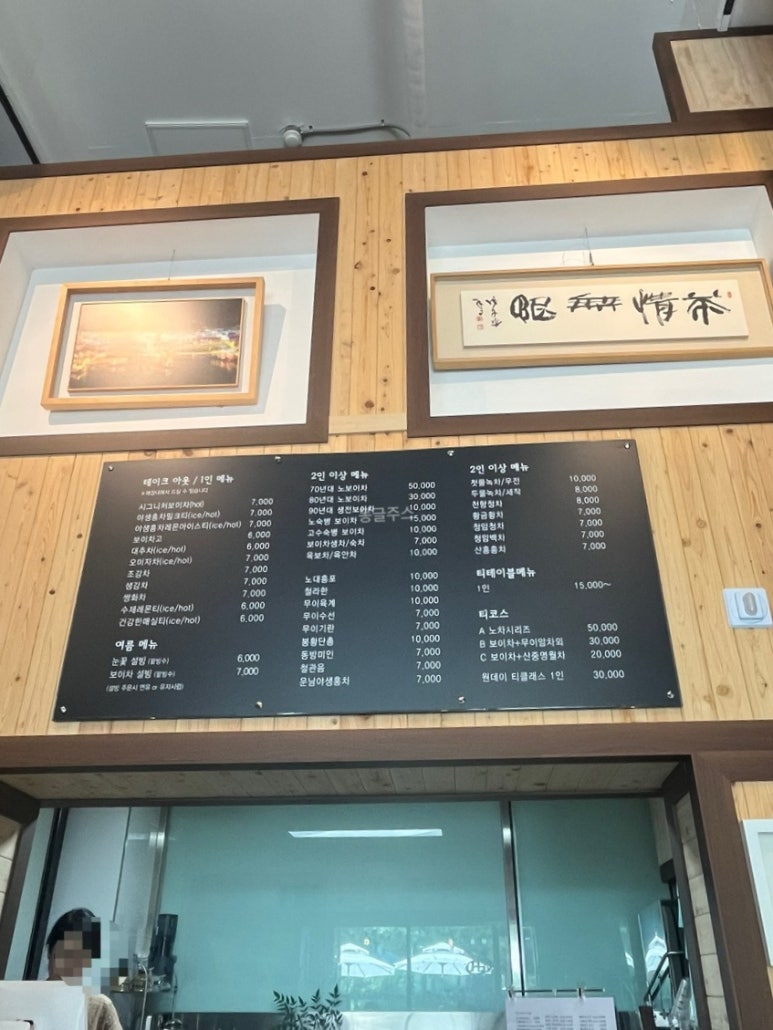 테이크 아웃 / 1인 메뉴
시그니처보이차(hot) 7,000
야생홍차밀크티(ice/hot) 7,000
야생홍차레몬아이스티(ice/hot) 7,000
보이차고 6,000
대추차(ice/hot) 6,000
오미자차(ice/hot) 7,000
조감차 7,000
생강차 7,000
쌍화차 7,000
수제레몬티(ice/hot) 6,000
건강한매실티(ice/hot) 6,000
여름 메뉴
눈꽃 설빙 (팥빙수) 6,000
보이차 설빙 (팥빙수) 7,000
2인 이상 메뉴
70년대 노보이차 50,000
80년대 노보이차 30,000
90년대 생전보이차 10,000
노숙병 보이차 15,000
고수숙병 보이차 10,000
보이차생차/숙차 10,000
육보차/육안차 10,000
노대홍포 10,000
철라한 10,000
무이육계 10,000
무이수선 7,000
무이기란 7,000
봉황단총 10,000
동방미인 7,000
철관음 7,000
운남야생홍차 7,000
2인 이상 메뉴
첫물녹차/우전 10,000
두물녹차/세작 8,000
천향청차 8,000
황금청차 7,000
청암청차 7,000
청암백차 7,000
산홍홍차 7,000
티테이블메뉴
1인 15,000~
티코스
A 노차시리즈 50,000
B 보이차+무이암차외 30,000
C 보이차+산중명월차 20,000
원데이 티클래스 1인 30,000
몽글주스